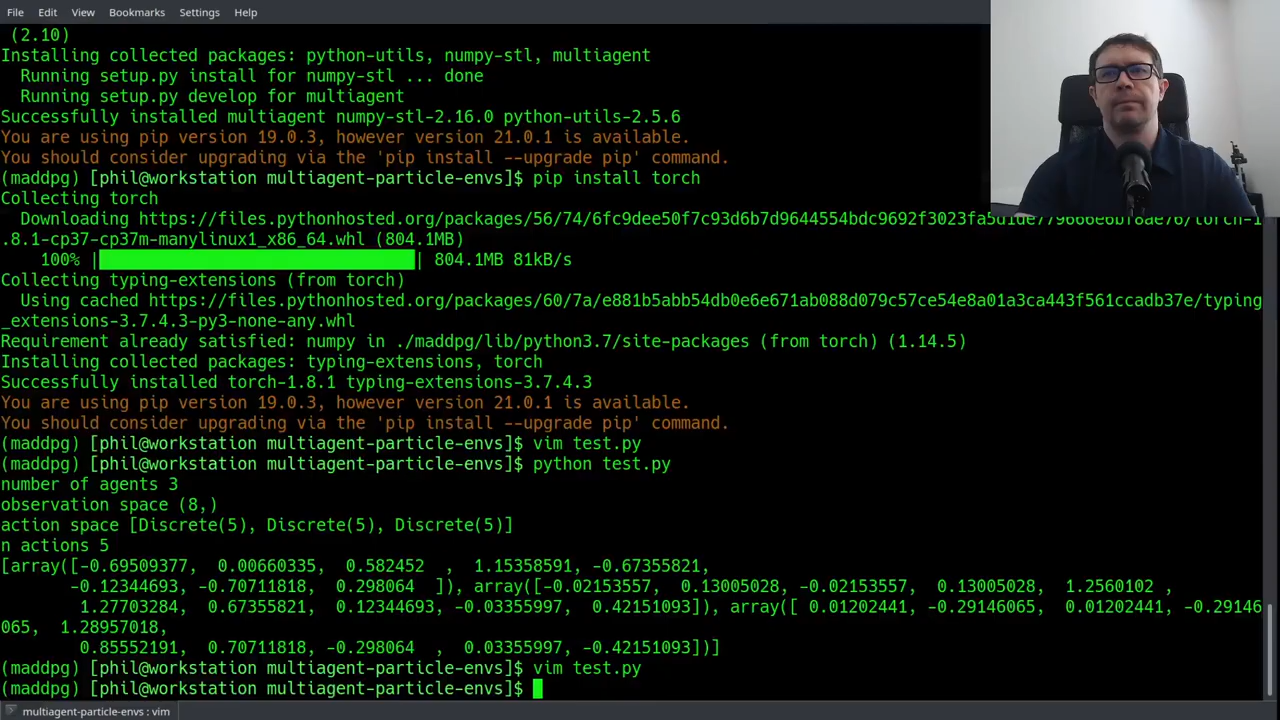 File Edit View Bookmarks Settings Help
(2.10)
Installing collected packages: python-utils, numpy-stl, multiagent
Running setup.py install for numpy-stl ... done
Running setup.py develop for multiagent
Successfully installed multiagent numpy-stl-2.16.0 python-utils-2.5.6
You are using pip version 19.0.3, however version 21.0.1 is available.
You should consider upgrading via the 'pip install --upgrade pip' command.
(maddpg) [phil@workstation multiagent-particle-envs]$ pip install torch
Collecting torch
Downloading
.8.1-cp37-cp37m-manylinux1_x86_64.whl (804.1MB)
100% | | 804.1MB 81kB/s
Collecting typing-extensions (from torch)
Using cached https://files.pythonhosted.org/packages/60/7a/e881b5abb54db0e6e671ab088d079c57ce54e8a01a3ca443f561ccadb37e/typing
_extensions-3.7.4.3-py3-none-any.whl
Requirement already satisfied: numpy in ./maddpg/lib/python3.7/site-packages (from torch) (1.14.5)
Installing collected packages: typing-extensions, torch
Successfully installed torch-1.8.1 typing-extensions-3.7.4.3
You are using pip version 19.0.3, however version 21.0.1 is available.
You should consider upgrading via the 'pip install --upgrade pip' command.
(maddpg) [phil@workstation multiagent-particle-envs]$ vim test.py
(maddpg) [phil@workstation multiagent-particle-envs]$ python test.py
number of agents 3
observation space (8,)
action space [Discrete(5), Discrete(5), Discrete(5)]
n actions 5
[array([-0.69509377, 0.00660335, 0.582452 , 1.15358591, -0.67355821,
-0.12344693, -0.70711818, 0.298064 ]), array([-0.02153557, 0.13005028, -0.02153557, 0.13005028, 1.2560102 ,
1.27703284, 0.67355821, 0.12344693, -0.03355997, 0.42151093]), array([ 0.01202441, -0.29146065, 0.01202441, -0.29146
065, 1.28957018,
0.85552191, 0.70711818, -0.298064 , 0.03355997, -0.42151093])]
(maddpg) [phil@workstation multiagent-particle-envs]$ vim test.py
(maddpg) [phil@workstation multiagent-particle-envs]$
multiagent-particle-envs : vim